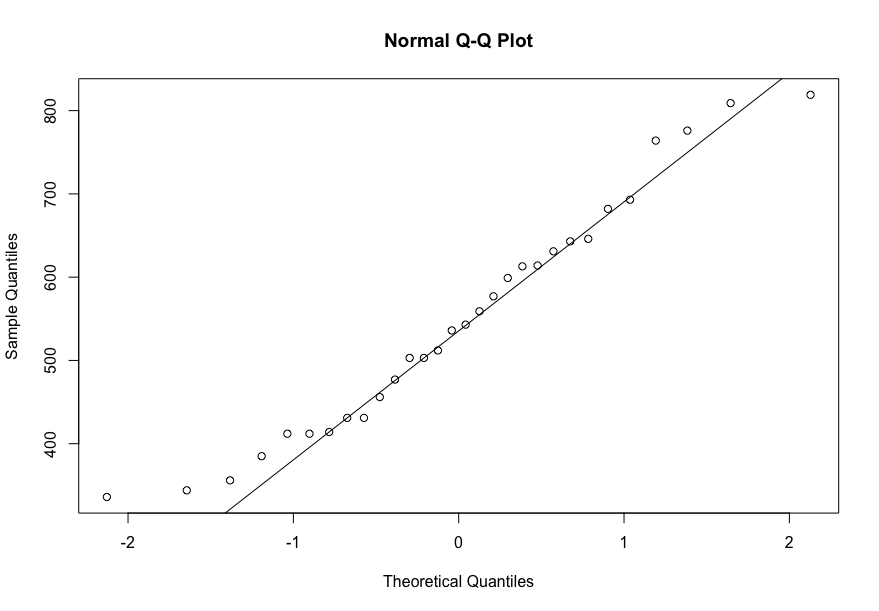 Normal Q-Q Plot
800
700
600
500
400
Sample Quantiles
-2 -1 0 1 2
Theoretical Quantiles